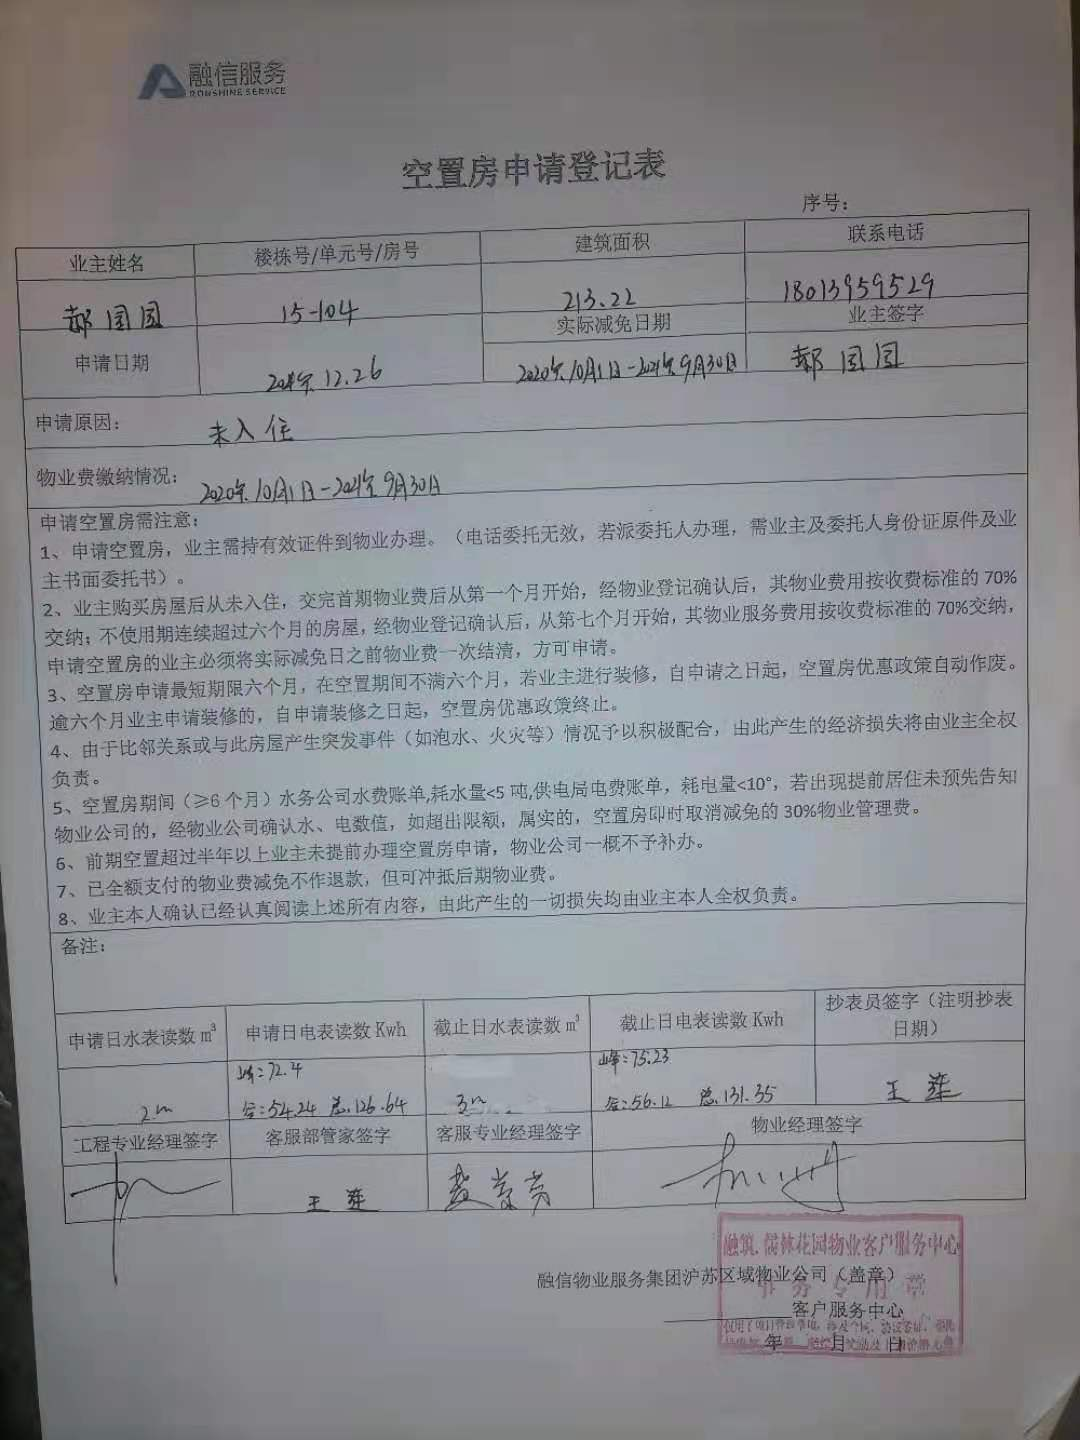 融信服务
RONSHINE SERVICE
空置房申请登记表
序号：
业主姓名 楼栋号/单元号/房号 建筑面积 联系电话
郝园园 15-104 213.22 18013959529
申请日期 实际减免日期 业主签字
12.26 2020年10月1日-2021年9月30日 郝园园
申请原因： 未入住
物业费缴纳情况： 2020年10月1日-2021年9月30日
申请空置房需注意：
1、申请空置房，业主需持有效证件到物业办理。（电话委托无效，若派委托人办理，需业主及委托人身份证原件及业
主书面委托书）。
2、业主购买房屋后从未入住，交完首期物业费后从第一个月开始，经物业登记确认后，其物业费用按收费标准的 70%
交纳；不使用期连续超过六个月的房屋，经物业登记确认后，从第七个月开始，其物业服务费用按收费标准的 70%交纳，
申请空置房的业主必须将实际减免日之前物业费一次结清，方可申请。
3、空置房申请最短期限六个月，在空置期间不满六个月，若业主进行装修，自申请之日起，空置房优惠政策自动作废。
逾六个月业主申请装修的，自申请装修之日起，空置房优惠政策终止。
4、由于比邻关系或与此房屋产生突发事件（如泡水、火灾等）情况予以积极配合，由此产生的经济损失将由业主全权
负责。
5、空置房期间（≥6 个月）水务公司水费账单,耗水量<5 吨,供电局电费账单，耗电量<10°，若出现提前居住未预先告知
物业公司的，经物业公司确认水、电数值，如超出限额，属实的，空置房即时取消减免的 30%物业管理费。
6、前期空置超过半年以上业主未提前办理空置房申请，物业公司一概不予补办。
7、已全额支付的物业费减免不作退款，但可冲抵后期物业费。
8、业主本人确认已经认真阅读上述所有内容，由此产生的一切损失均由业主本人全权负责。
备注：
申请日水表读数 m³ 申请日电表读数 Kwh 截止日水表读数 m³ 截止日电表读数 Kwh 抄表员签字（注明抄表
日期）
峰：72.4 峰：75.23
2m 谷：54.24 总.126.64 3m 谷：56.12 总.131.35 王莲
工程专业经理签字 客服部管家签字 客服专业经理签字 物业经理签字
王莲
融筑.儒林花园物业客户服务中心
融信物业服务集团沪苏区域物业公司（盖章）
业务专用章
客户服务中心
年 月 日